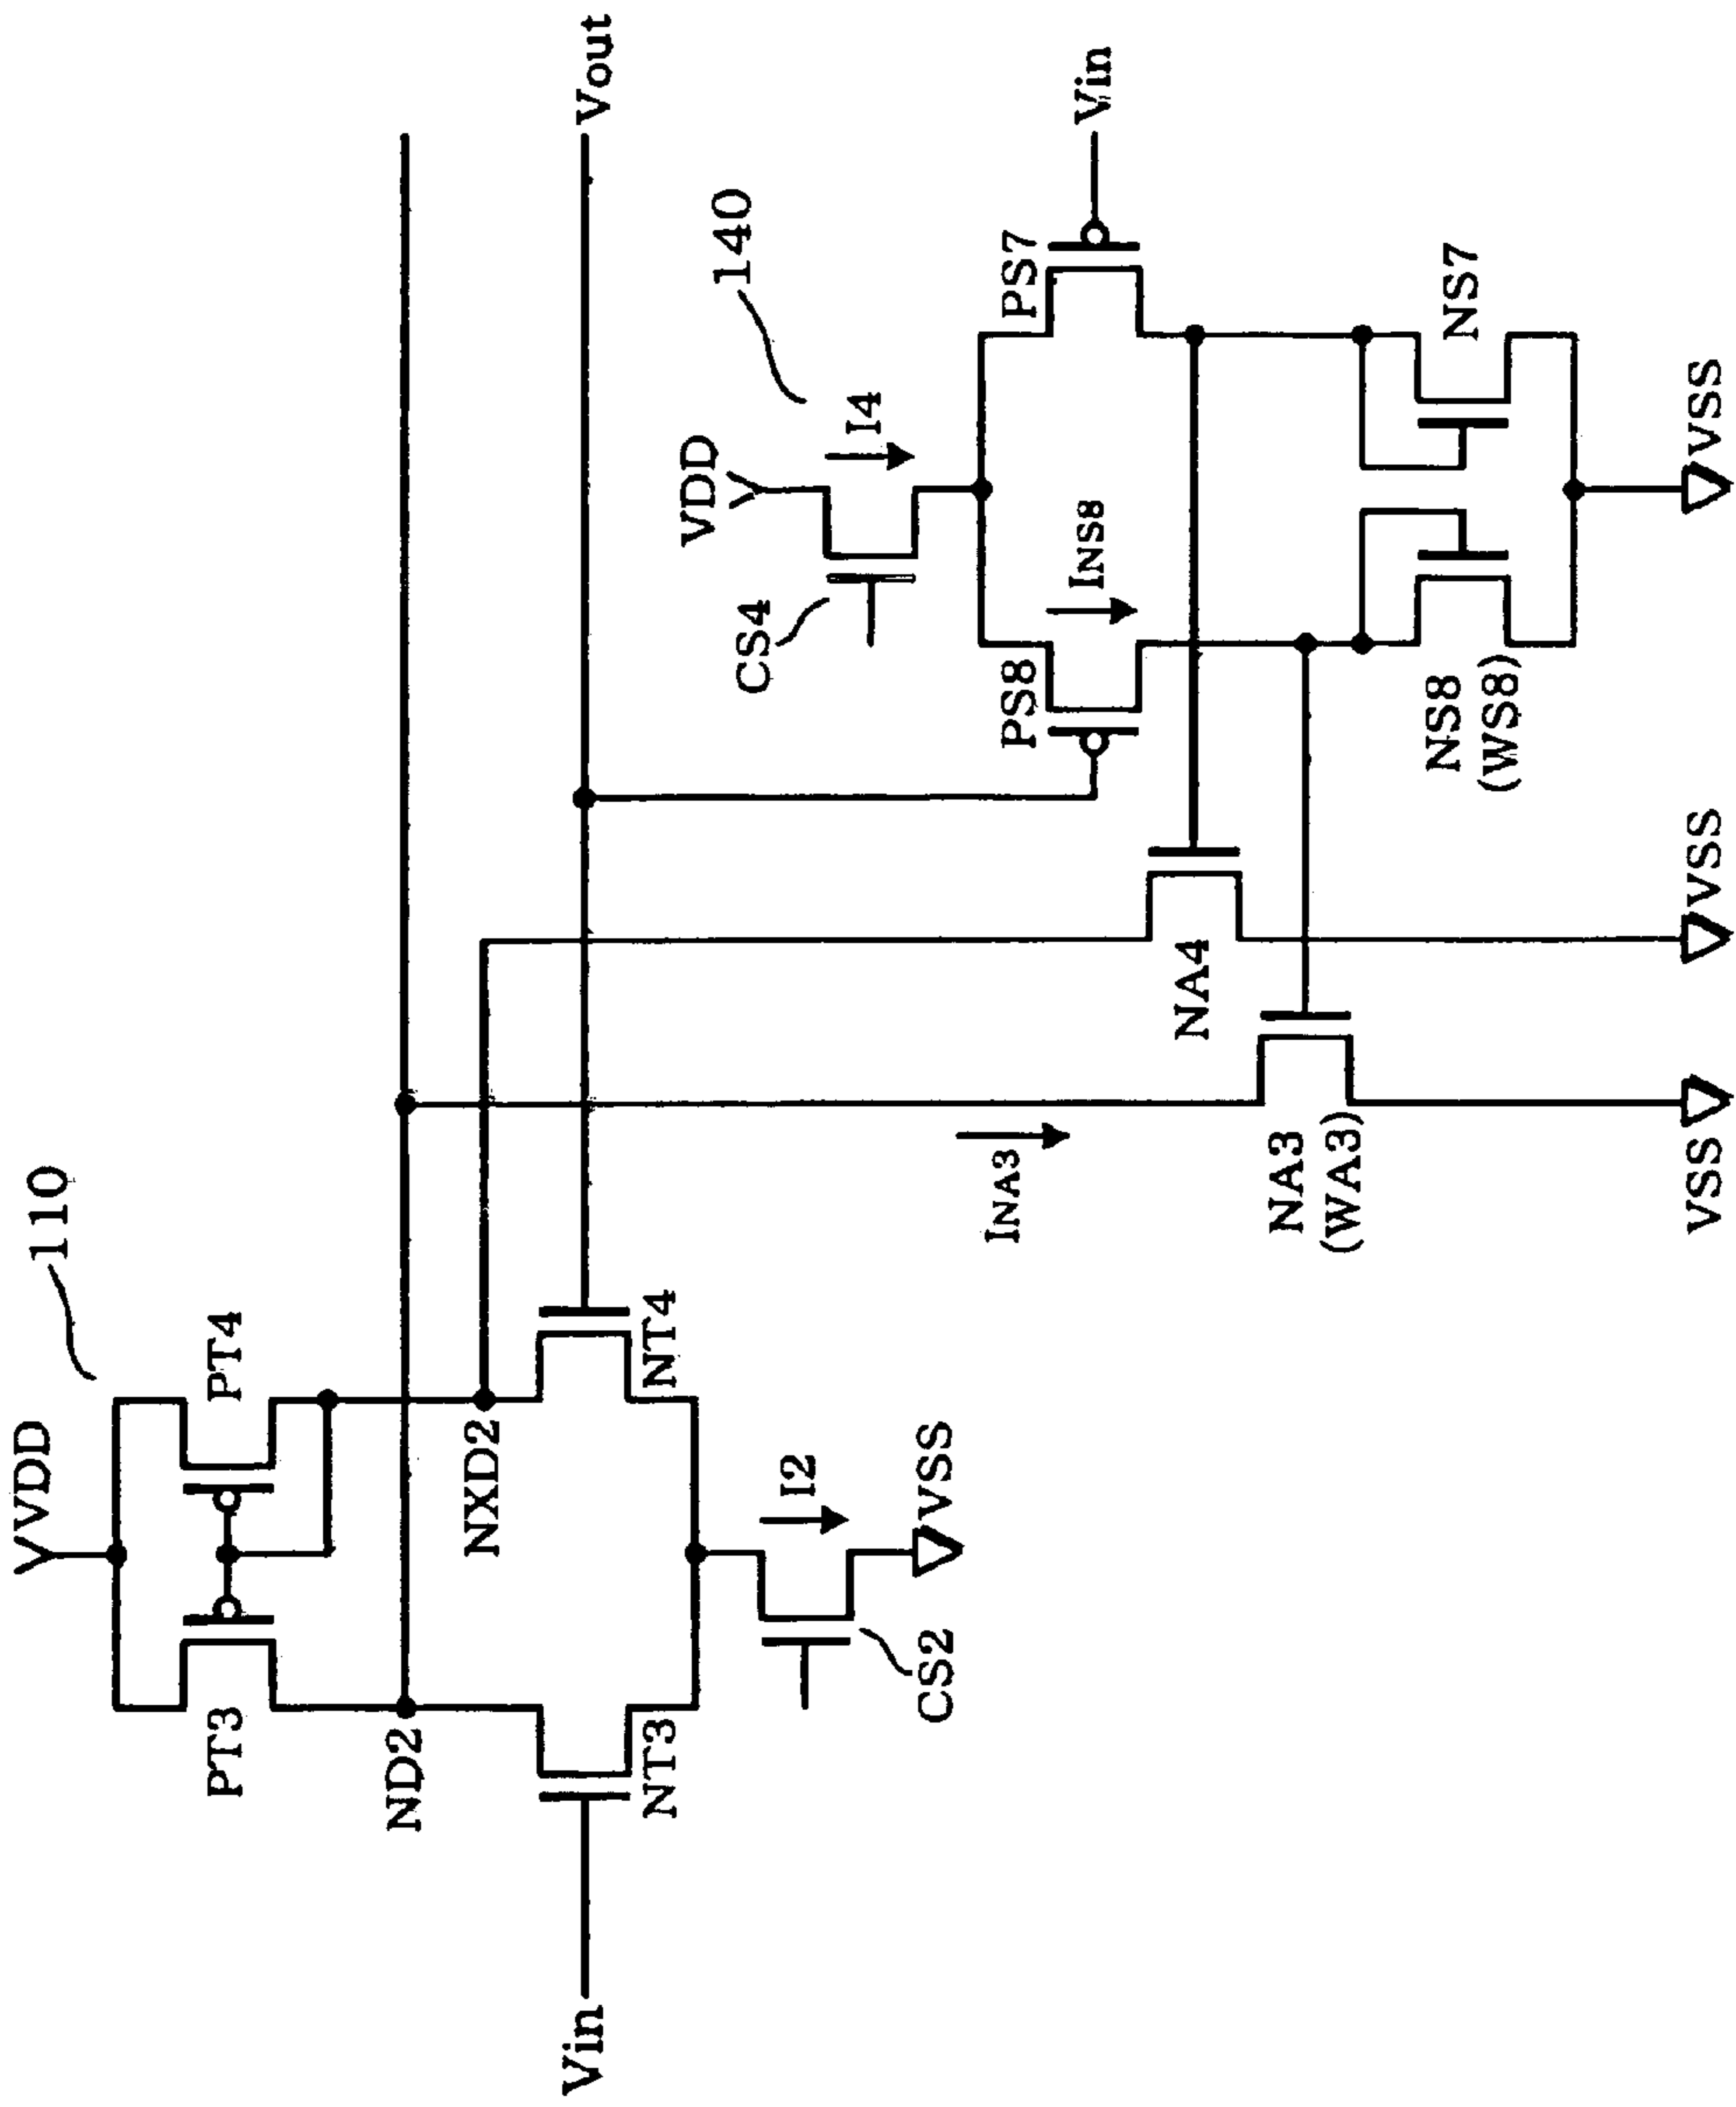 110
VDD
PT3
PT4
ND2
NXD2
Vout
Vin
NT3
NT4
I2
CS2
VSS
140
VDD
I4
CS4
PS8
INS8
PS7
Vin
INA3
NA4
NA3
(WA3)
NS8
(WS8)
NS7
VSS
VSS
VSS